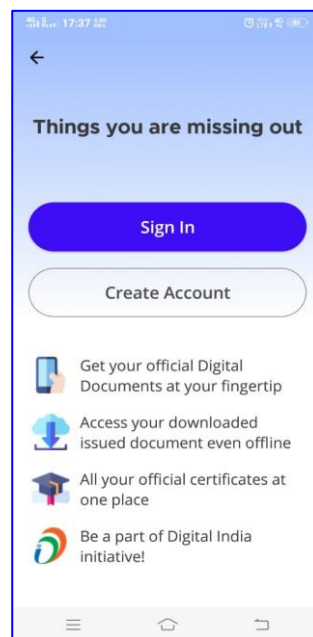 17:37
Things you are missing out
Sign In
Create Account
Get your official Digital
Documents at your fingertip
Access your downloaded
issued document even offline
All your official certificates at
one place
Be a part of Digital India
initiative!